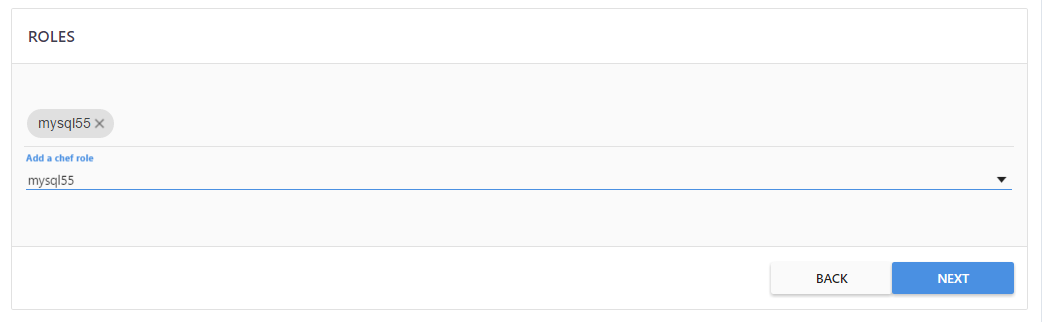 ROLES
mysql55 ×
Add a chef role
mysql55
BACK NEXT